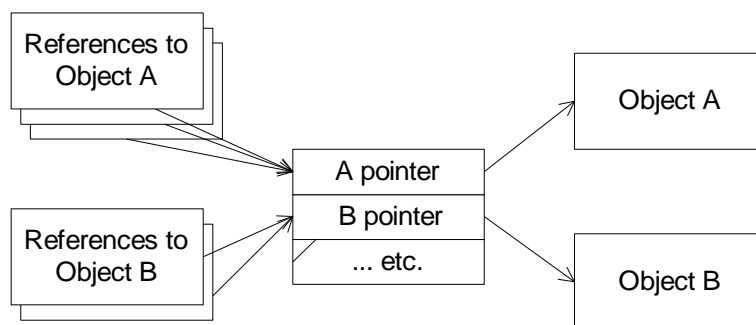 References to
Object A
Object A
A pointer
B pointer
... etc.
References to
Object B
Object B